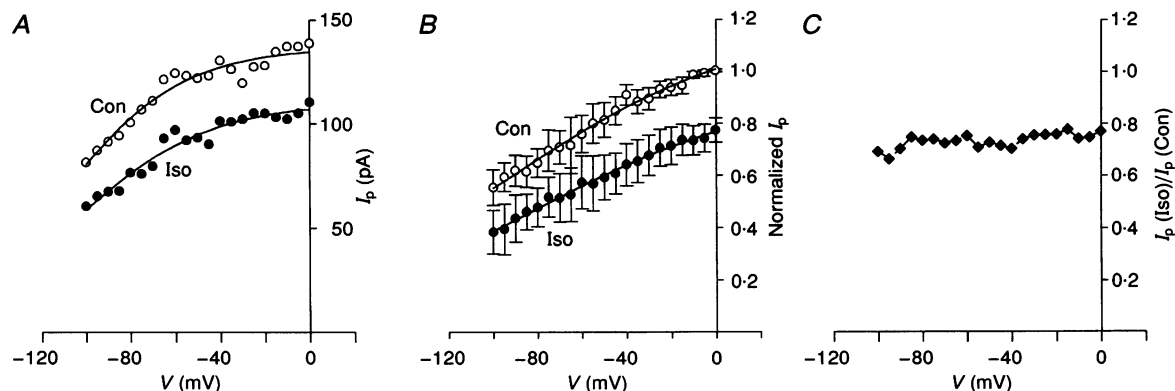 A
150
100
50
Iₚ (pA)
Con
Iso
−120
−80
−40
0
V (mV)
B
1·2
1·0
0·8
0·6
0·4
0·2
Normalized Iₚ
Con
Iso
−120
−80
−40
0
V (mV)
C
1·2
1·0
0·8
0·6
0·4
0·2
Iₚ (Iso)/Iₚ (Con)
−120
−80
−40
0
V (mV)